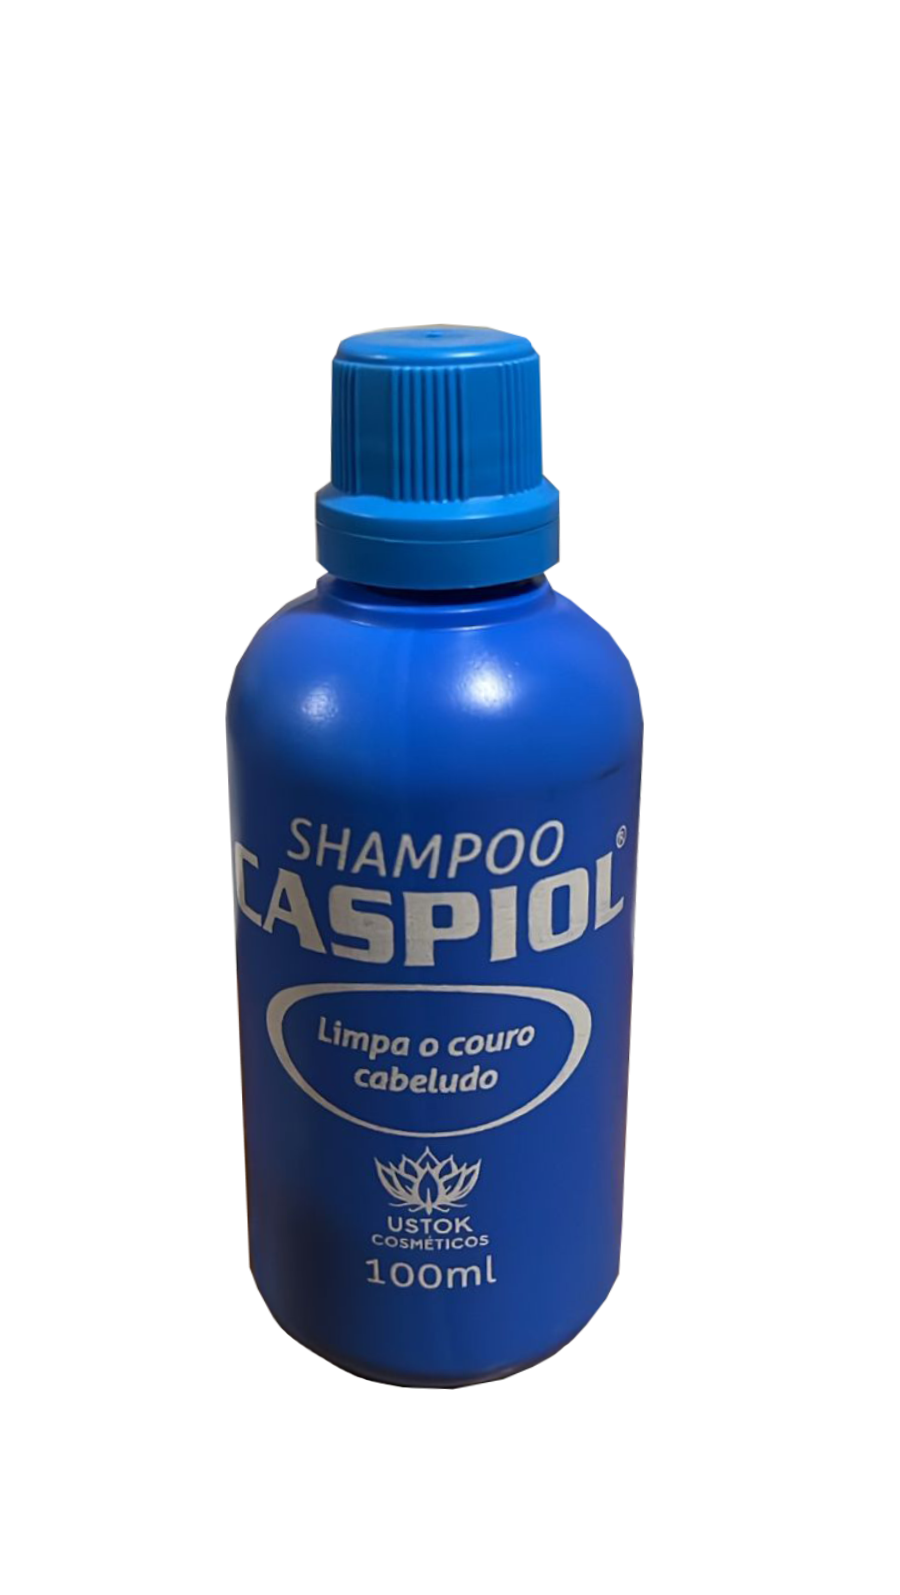 SHAMPOO
CASPIOL®
Limpa o couro
cabeludo
USTOK
COSMÉTICOS
100ml